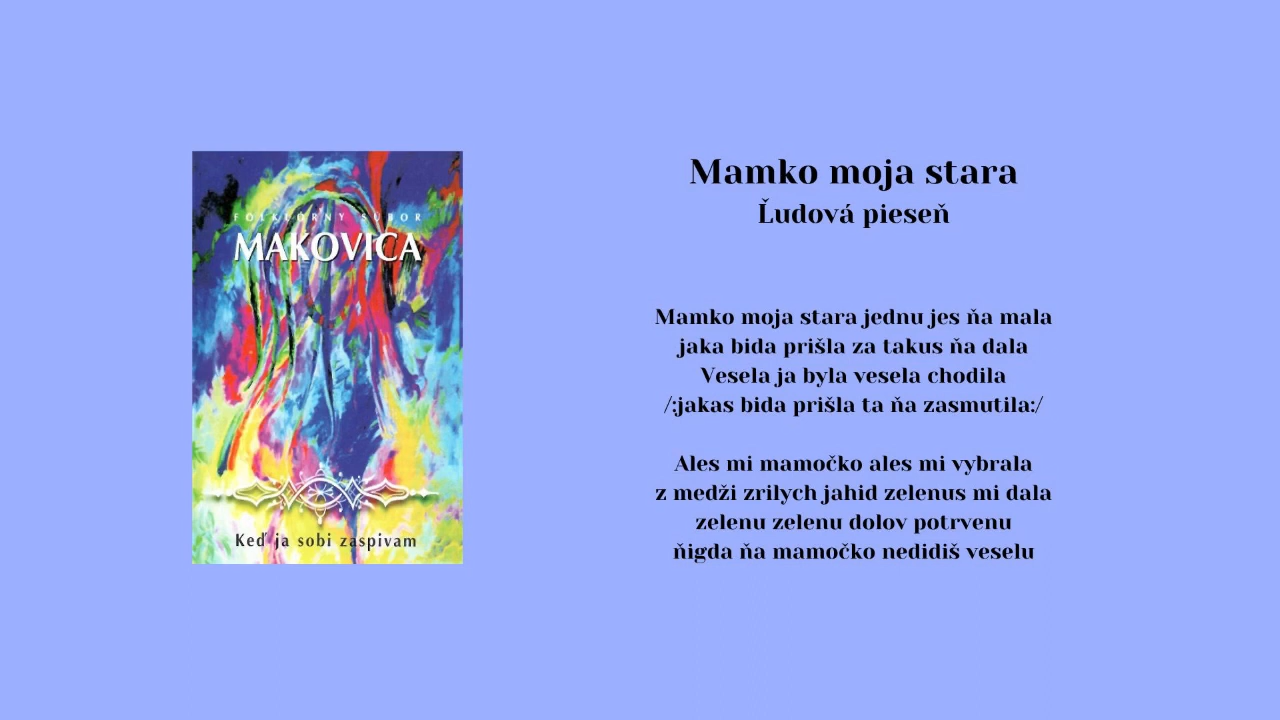 FOLKLÓRNY SÚBOR
MAKOVICA
Keď ja sobi zaspivam
Mamko moja stara
Ľudová pieseň
Mamko moja stara jednu jes ňa mala
jaka bida prišla za takus ňa dala
Vesela ja byla vesela chodila
/:jakas bida prišla ta ňa zasmutila:/
Ales mi mamočko ales mi vybrala
z medži zrilych jahid zelenus mi dala
zelenu zelenu dolov potrvenu
ňigda ňa mamočko nedidiš veselu